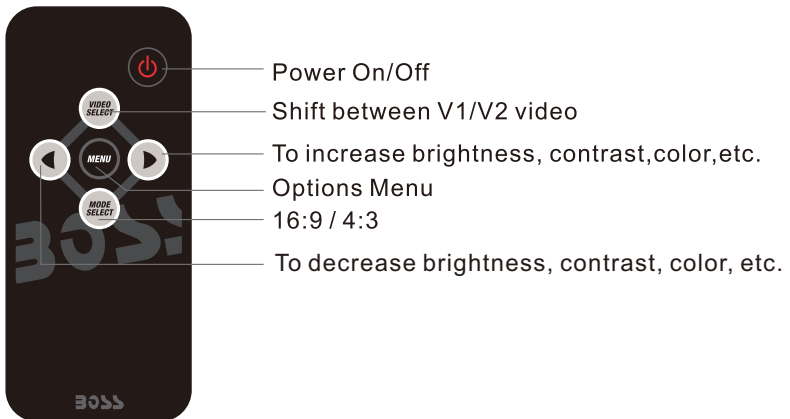 Power On/Off
VIDEO
SELECT
Shift between V1/V2 video
MENU
To increase brightness, contrast,color,etc.
Options Menu
MODE
SELECT
16:9 / 4:3
BOSS
To decrease brightness, contrast, color, etc.
BOSS